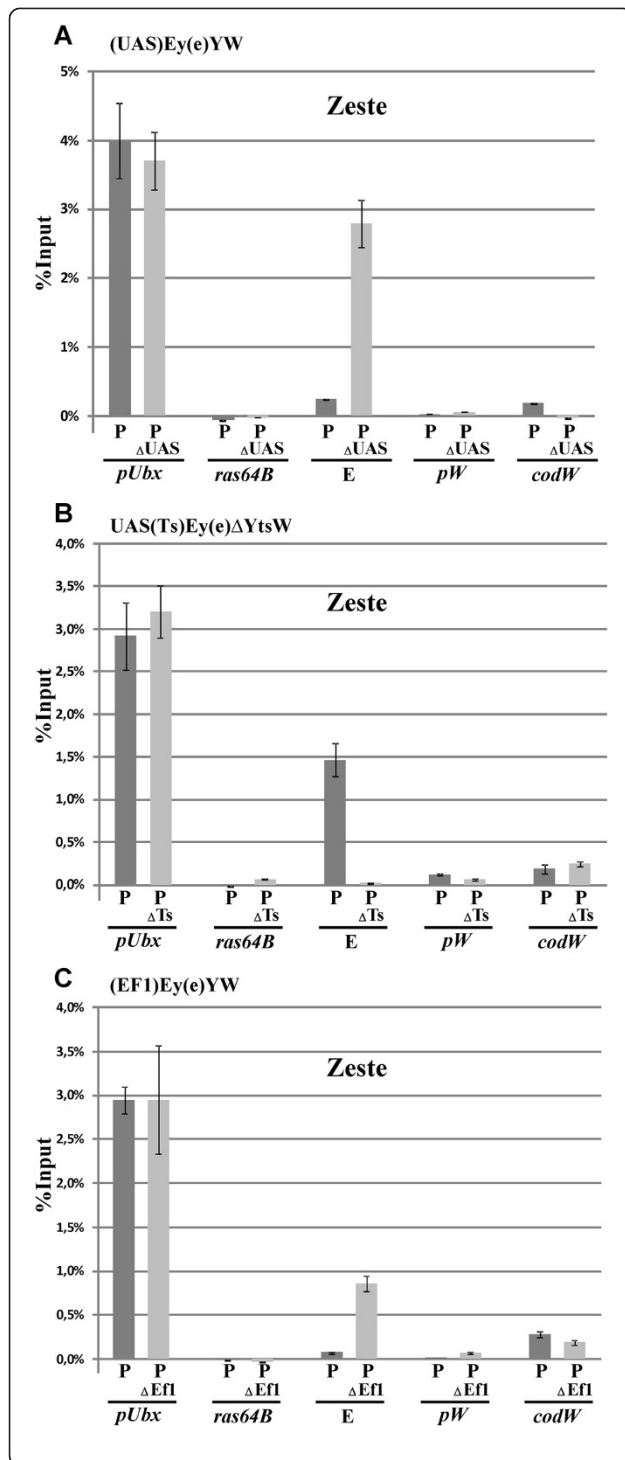 A (UAS)Ey(e)YW
Zeste
%Input
5%
4%
3%
2%
1%
0%
P P P P P P P P P P
ΔUAS ΔUAS ΔUAS ΔUAS ΔUAS
pUbx ras64B E pW codW
B UAS(Ts)Ey(e)ΔYtsW
Zeste
%Input
4,0%
3,5%
3,0%
2,5%
2,0%
1,5%
1,0%
0,5%
0,0%
P P P P P P P P P P
ΔTs ΔTs ΔTs ΔTs ΔTs
pUbx ras64B E pW codW
C (EF1)Ey(e)YW
Zeste
%Input
4,0%
3,5%
3,0%
2,5%
2,0%
1,5%
1,0%
0,5%
0,0%
P P P P P P P P P P
ΔEf1 ΔEf1 ΔEf1 ΔEf1 ΔEf1
pUbx ras64B E pW codW